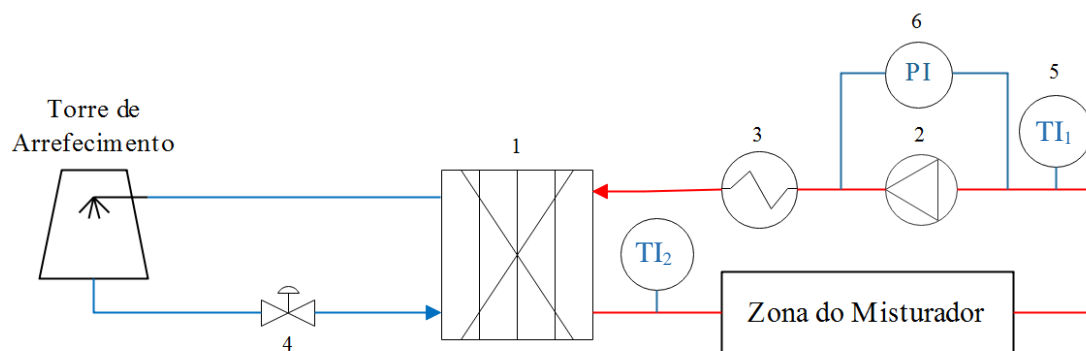 6
PI
5
Torre de
Arrefecimento
TI₁
3
2
1
TI₂
Zona do Misturador
4